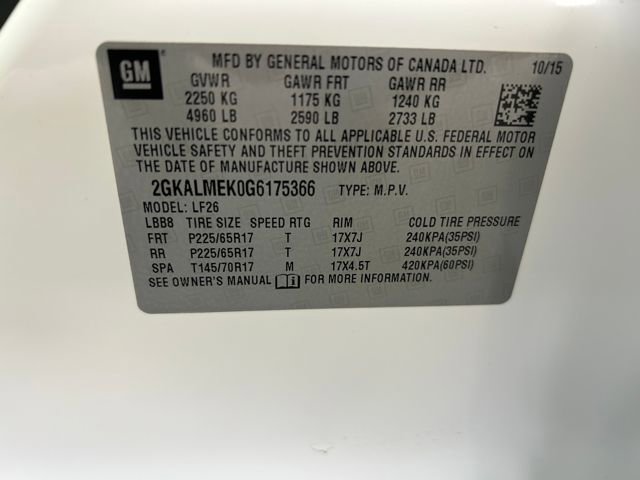 GM
MFD BY GENERAL MOTORS OF CANADA LTD. 10/15
GVWR GAWR FRT GAWR RR
2250 KG 1175 KG 1240 KG
4960 LB 2590 LB 2733 LB
THIS VEHICLE CONFORMS TO ALL APPLICABLE U.S. FEDERAL MOTOR
VEHICLE SAFETY AND THEFT PREVENTION STANDARDS IN EFFECT ON
THE DATE OF MANUFACTURE SHOWN ABOVE.
2GKALMEK0G6175366 TYPE: M.P.V.
MODEL: LF26
LBB8 TIRE SIZE SPEED RTG RIM COLD TIRE PRESSURE
FRT P225/65R17 T 17X7J 240KPA(35PSI)
RR P225/65R17 T 17X7J 240KPA(35PSI)
SPA T145/70R17 M 17X4.5T 420KPA(60PSI)
SEE OWNER'S MANUAL FOR MORE INFORMATION.